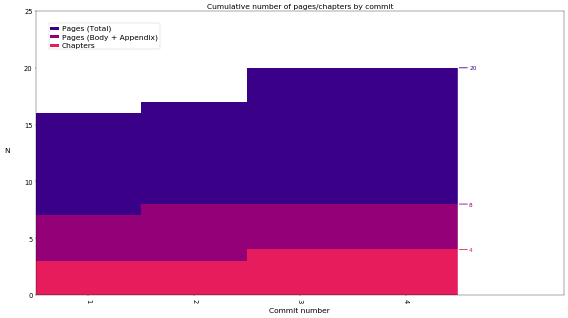 Cumulative number of pages/chapters by commit
25
Pages (Total)
Pages (Body + Appendix)
Chapters
20
20
15
N
10
8
5
4
0
1
2
3
4
Commit number